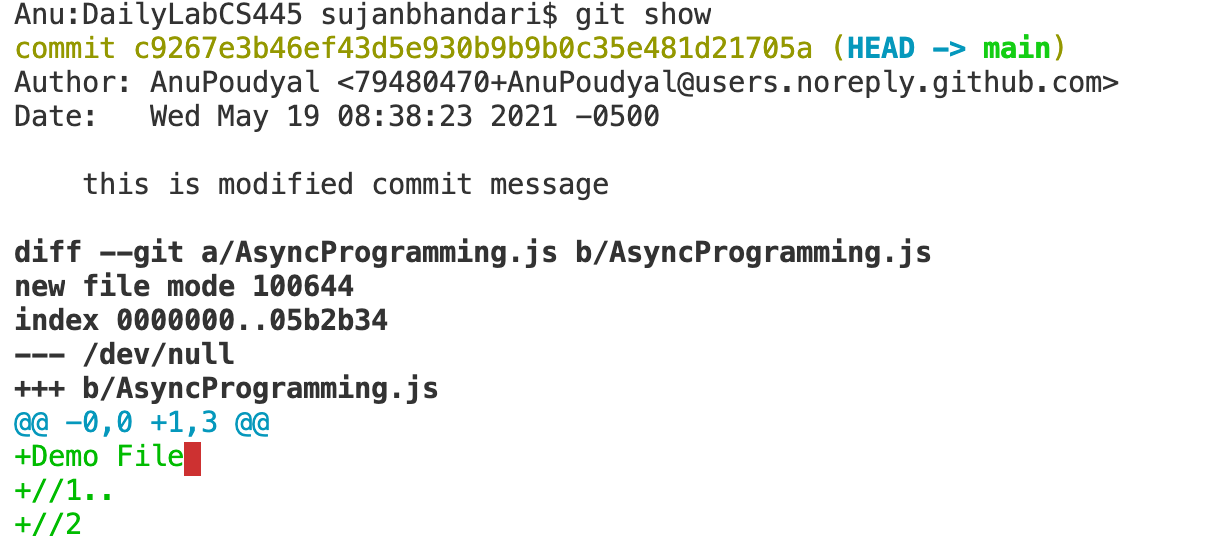 Anu:DailyLabCS445 sujanbhandari$ git show
commit c9267e3b46ef43d5e930b9b9b0c35e481d21705a (HEAD -> main)
Author: AnuPoudyal <79480470+AnuPoudyal@users.noreply.github.com>
Date:   Wed May 19 08:38:23 2021 -0500
this is modified commit message
diff --git a/AsyncProgramming.js b/AsyncProgramming.js
new file mode 100644
index 0000000..05b2b34
--- /dev/null
+++ b/AsyncProgramming.js
@@ -0,0 +1,3 @@
+Demo File
+//1..
+//2